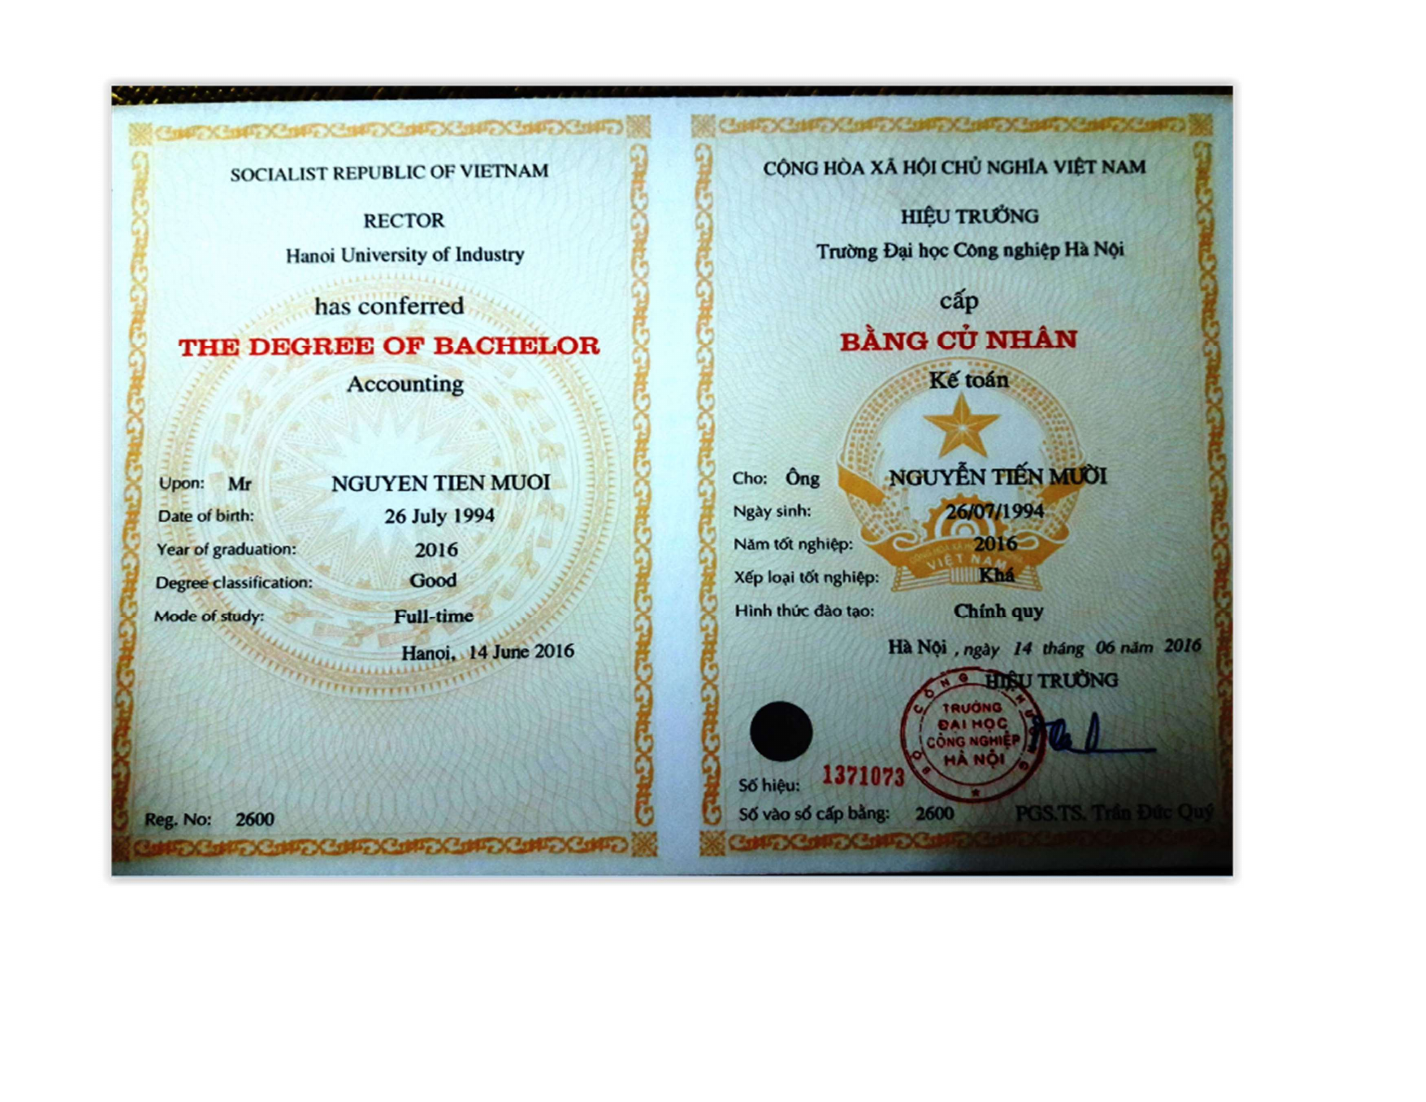 SOCIALIST REPUBLIC OF VIETNAM
RECTOR
Hanoi University of Industry
has conferred
THE DEGREE OF BACHELOR
Accounting
Upon: Mr NGUYEN TIEN MUOI
Date of birth: 26 July 1994
Year of graduation: 2016
Degree classification: Good
Mode of study: Full-time
Hanoi, 14 June 2016
Reg. No: 2600
CỘNG HÒA XÃ HỘI CHỦ NGHĨA VIỆT NAM
HIỆU TRƯỞNG
Trường Đại học Công nghiệp Hà Nội
cấp
BẰNG CỬ NHÂN
Kế toán
Cho: Ông NGUYỄN TIẾN MƯỜI
Ngày sinh: 26/07/1994
Năm tốt nghiệp: 2016
VIỆT NAM
Xếp loại tốt nghiệp: Khá
Hình thức đào tạo: Chính quy
Hà Nội , ngày 14 tháng 06 năm 2016
HIỆU TRƯỞNG
BỘ CÔNG THƯƠNG
TRƯỜNG
ĐẠI HỌC
CÔNG NGHIỆP
HÀ NỘI
Số hiệu: 1371073
Số vào sổ cấp bằng: 2600
PGS.TS. Trần Đức Quý